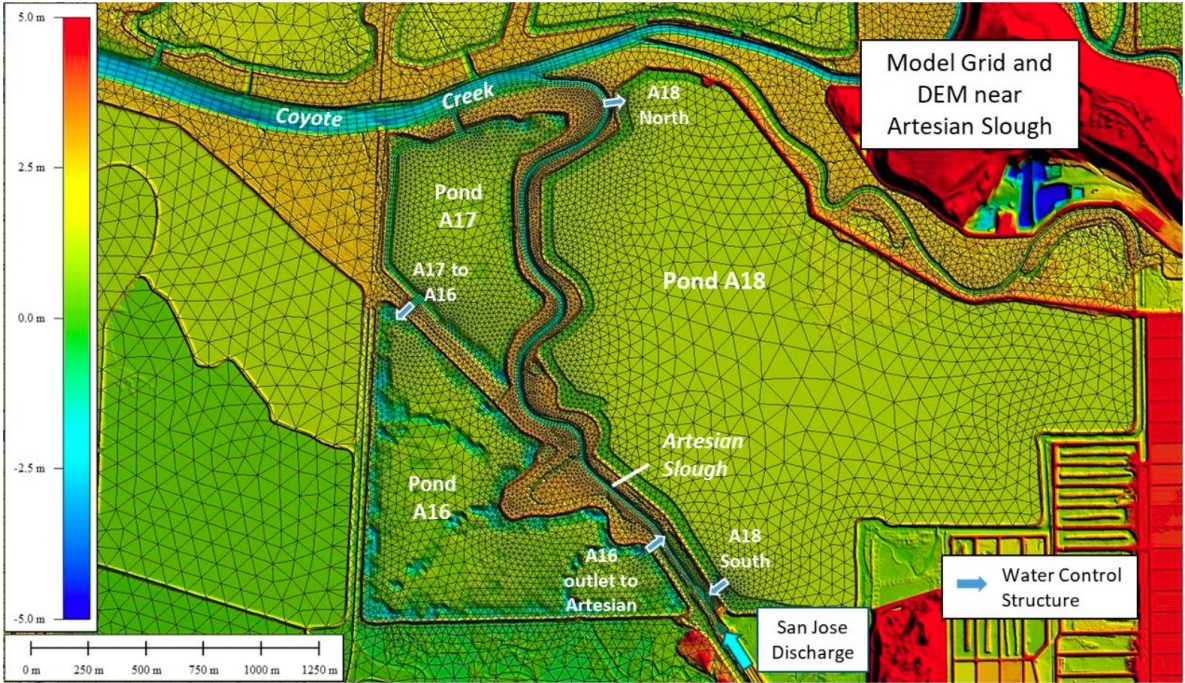 5.0 m
2.5 m
0.0 m
-2.5 m
-5.0 m
Model Grid and
DEM near
Artesian Slough
Coyote
Creek
A18
North
Pond
A17
A17 to
A16
Pond A18
Artesian
Slough
Pond
A16
A18
South
A16
outlet to
Artesian
Water Control
Structure
San Jose
Discharge
0 m
250 m
500 m
750 m
1000 m
1250 m